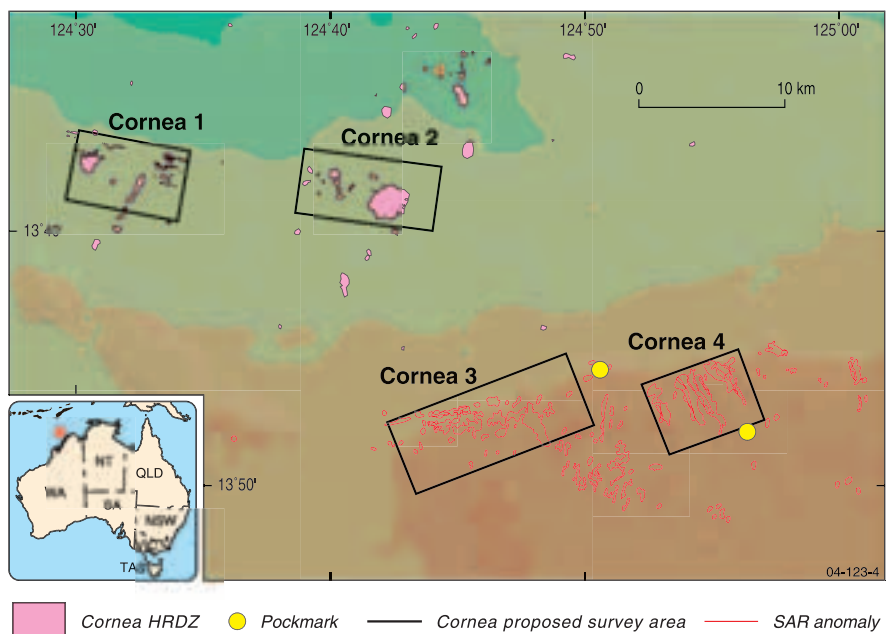 124°30' 124°40' 124°50' 125°00'
0 10 km
Cornea 1
Cornea 2
13°40'
Cornea 4
Cornea 3
NT
QLD
WA
SA
13°50'
NSW
TAS
04-123-4
Cornea HRDZ Pockmark Cornea proposed survey area SAR anomaly